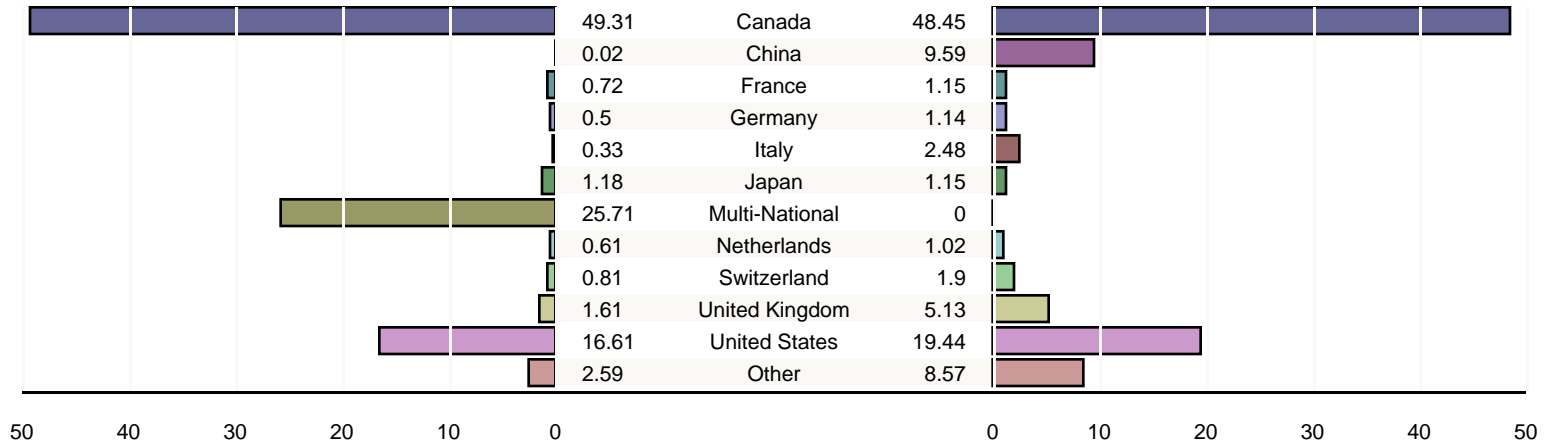 49.31 Canada 48.45
0.02 China 9.59
0.72 France 1.15
0.5 Germany 1.14
0.33 Italy 2.48
1.18 Japan 1.15
25.71 Multi-National 0
0.61 Netherlands 1.02
0.81 Switzerland 1.9
1.61 United Kingdom 5.13
16.61 United States 19.44
2.59 Other 8.57
50 40 30 20 10 0 0 10 20 30 40 50